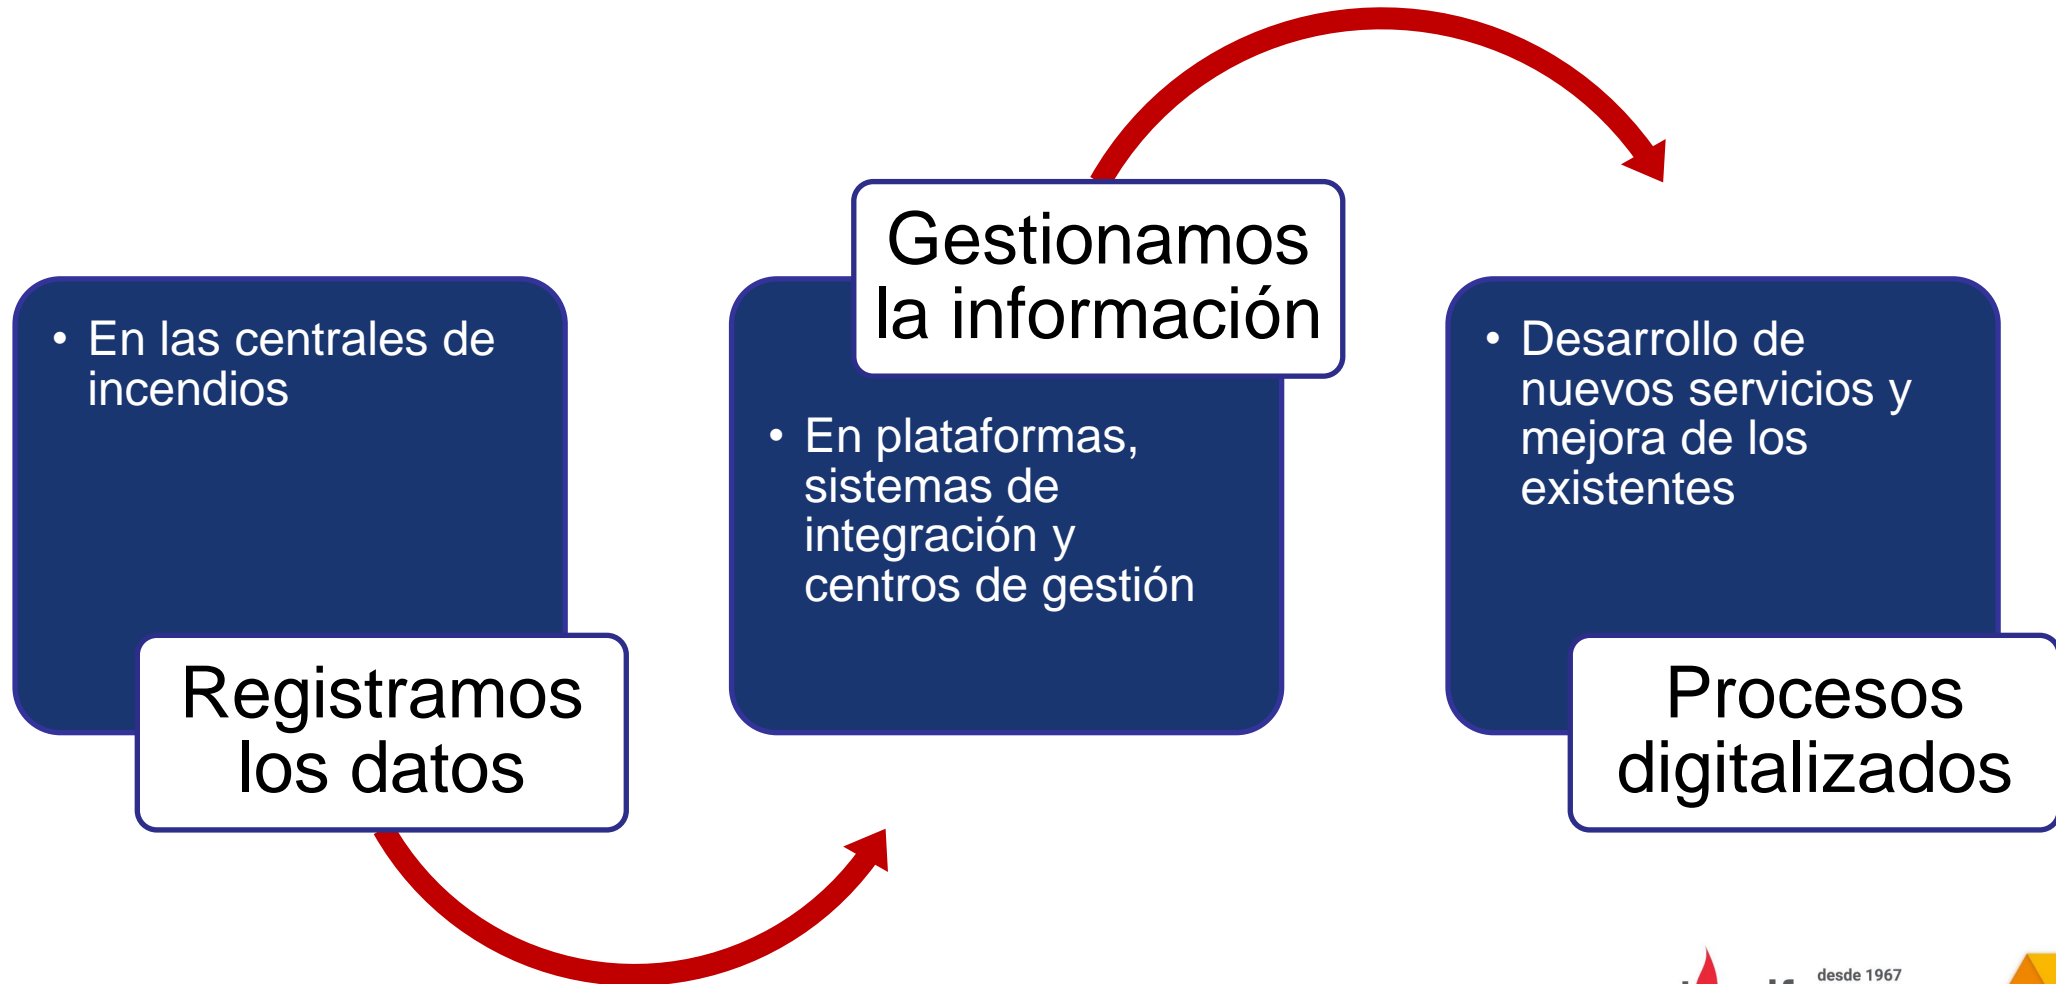 • En las centrales de
incendios
Registramos
los datos
Gestionamos
la información
• En plataformas,
sistemas de
integración y
centros de gestión
• Desarrollo de
nuevos servicios y
mejora de los
existentes
Procesos
digitalizados
desde 1967